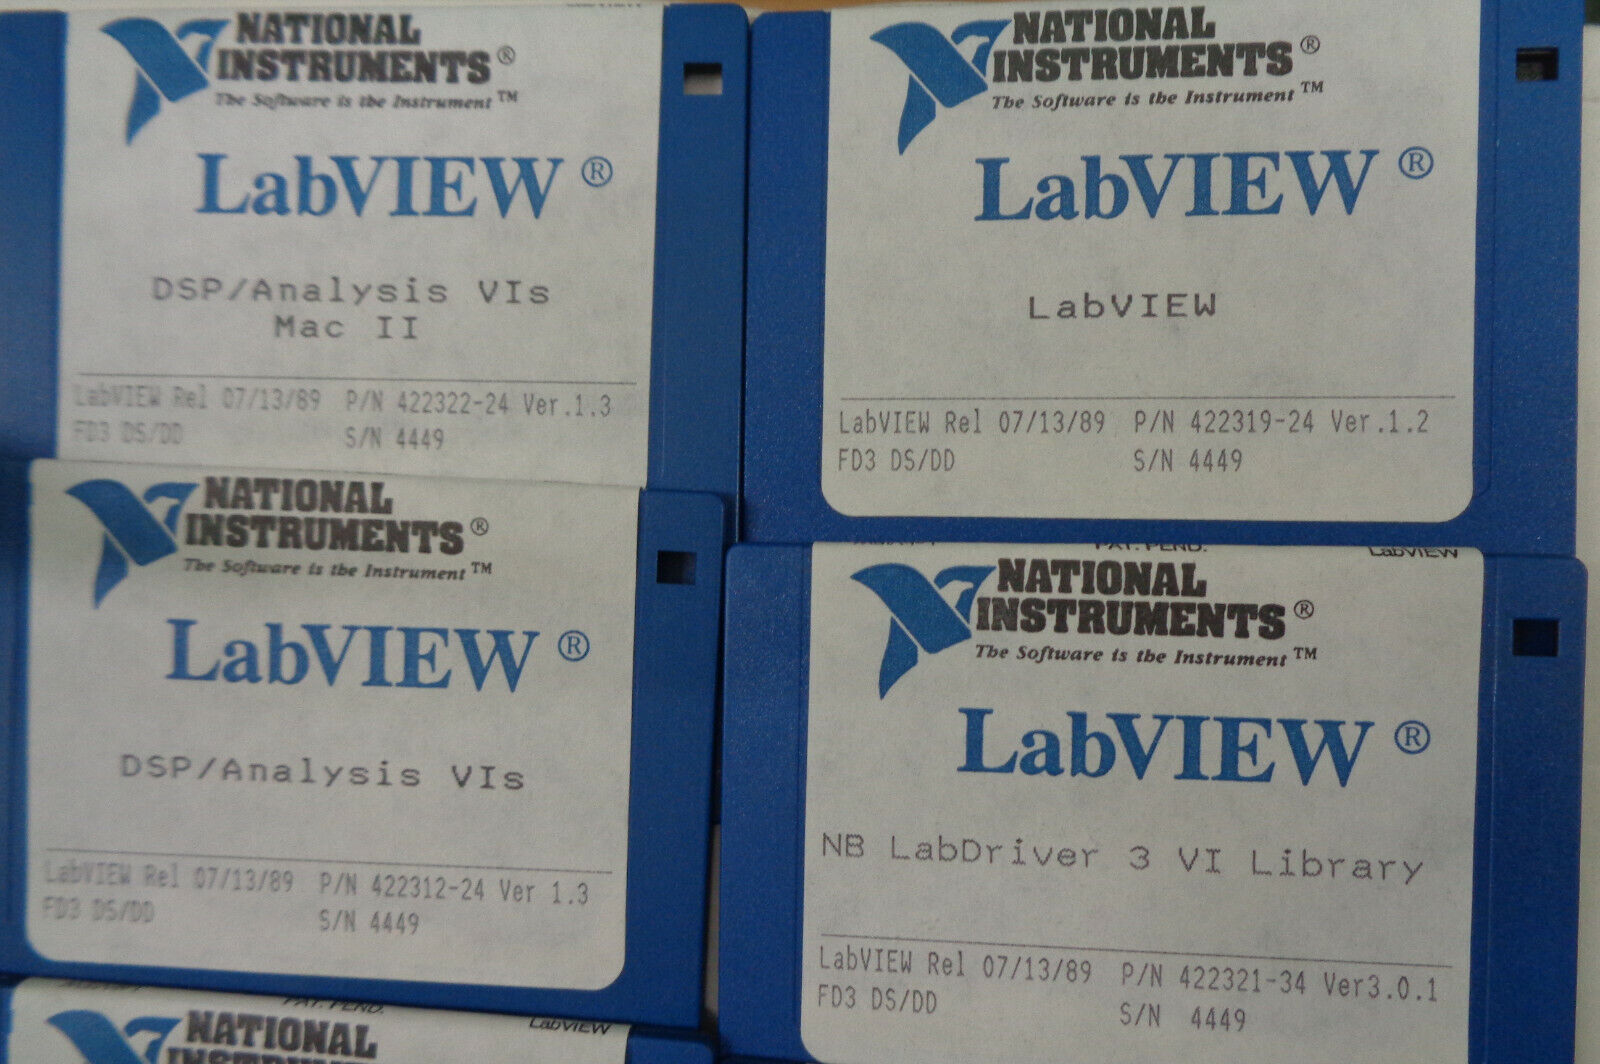 LabVIEW
NATIONAL
INSTRUMENTS®
The Software is the Instrument™
LabVIEW®
DSP/Analysis VIs
Mac II
LabVIEW Rel 07/13/89 P/N 422322-24 Ver.1.3
FD3 DS/DD S/N 4449
NATIONAL
INSTRUMENTS®
The Software is the Instrument™
LabVIEW®
LabVIEW
LabVIEW Rel 07/13/89 P/N 422319-24 Ver.1.2
FD3 DS/DD S/N 4449
NATIONAL
INSTRUMENTS®
The Software is the Instrument™
LabVIEW®
DSP/Analysis VIs
LabVIEW Rel 07/13/89 P/N 422312-24 Ver 1.3
FD3 DS/DD S/N 4449
PAT. PEND. LabVIEW
NATIONAL
INSTRUMENTS®
The Software is the Instrument™
LabVIEW®
NB LabDriver 3 VI Library
LabVIEW Rel 07/13/89 P/N 422321-34 Ver3.0.1
FD3 DS/DD S/N 4449
PAT. PEND. LabVIEW
NATIONAL
INSTRUMENTS